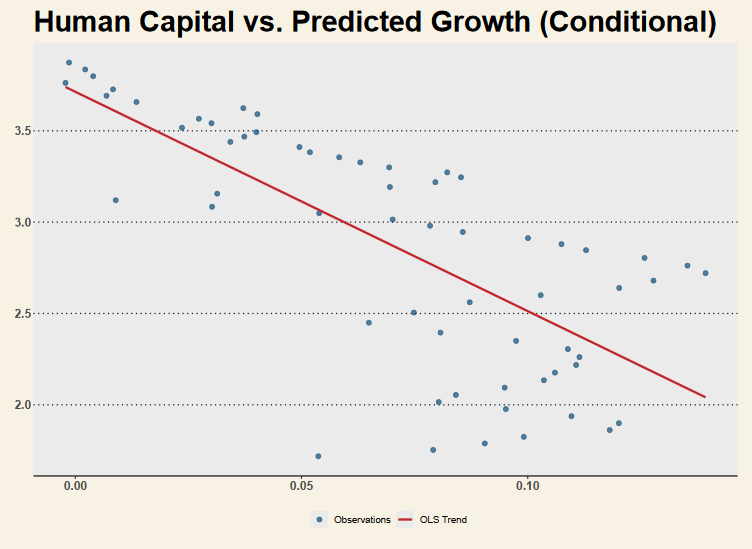 Human Capital vs. Predicted Growth (Conditional)
3.5
3.0
2.5
2.0
0.00 0.05 0.10
Observations OLS Trend